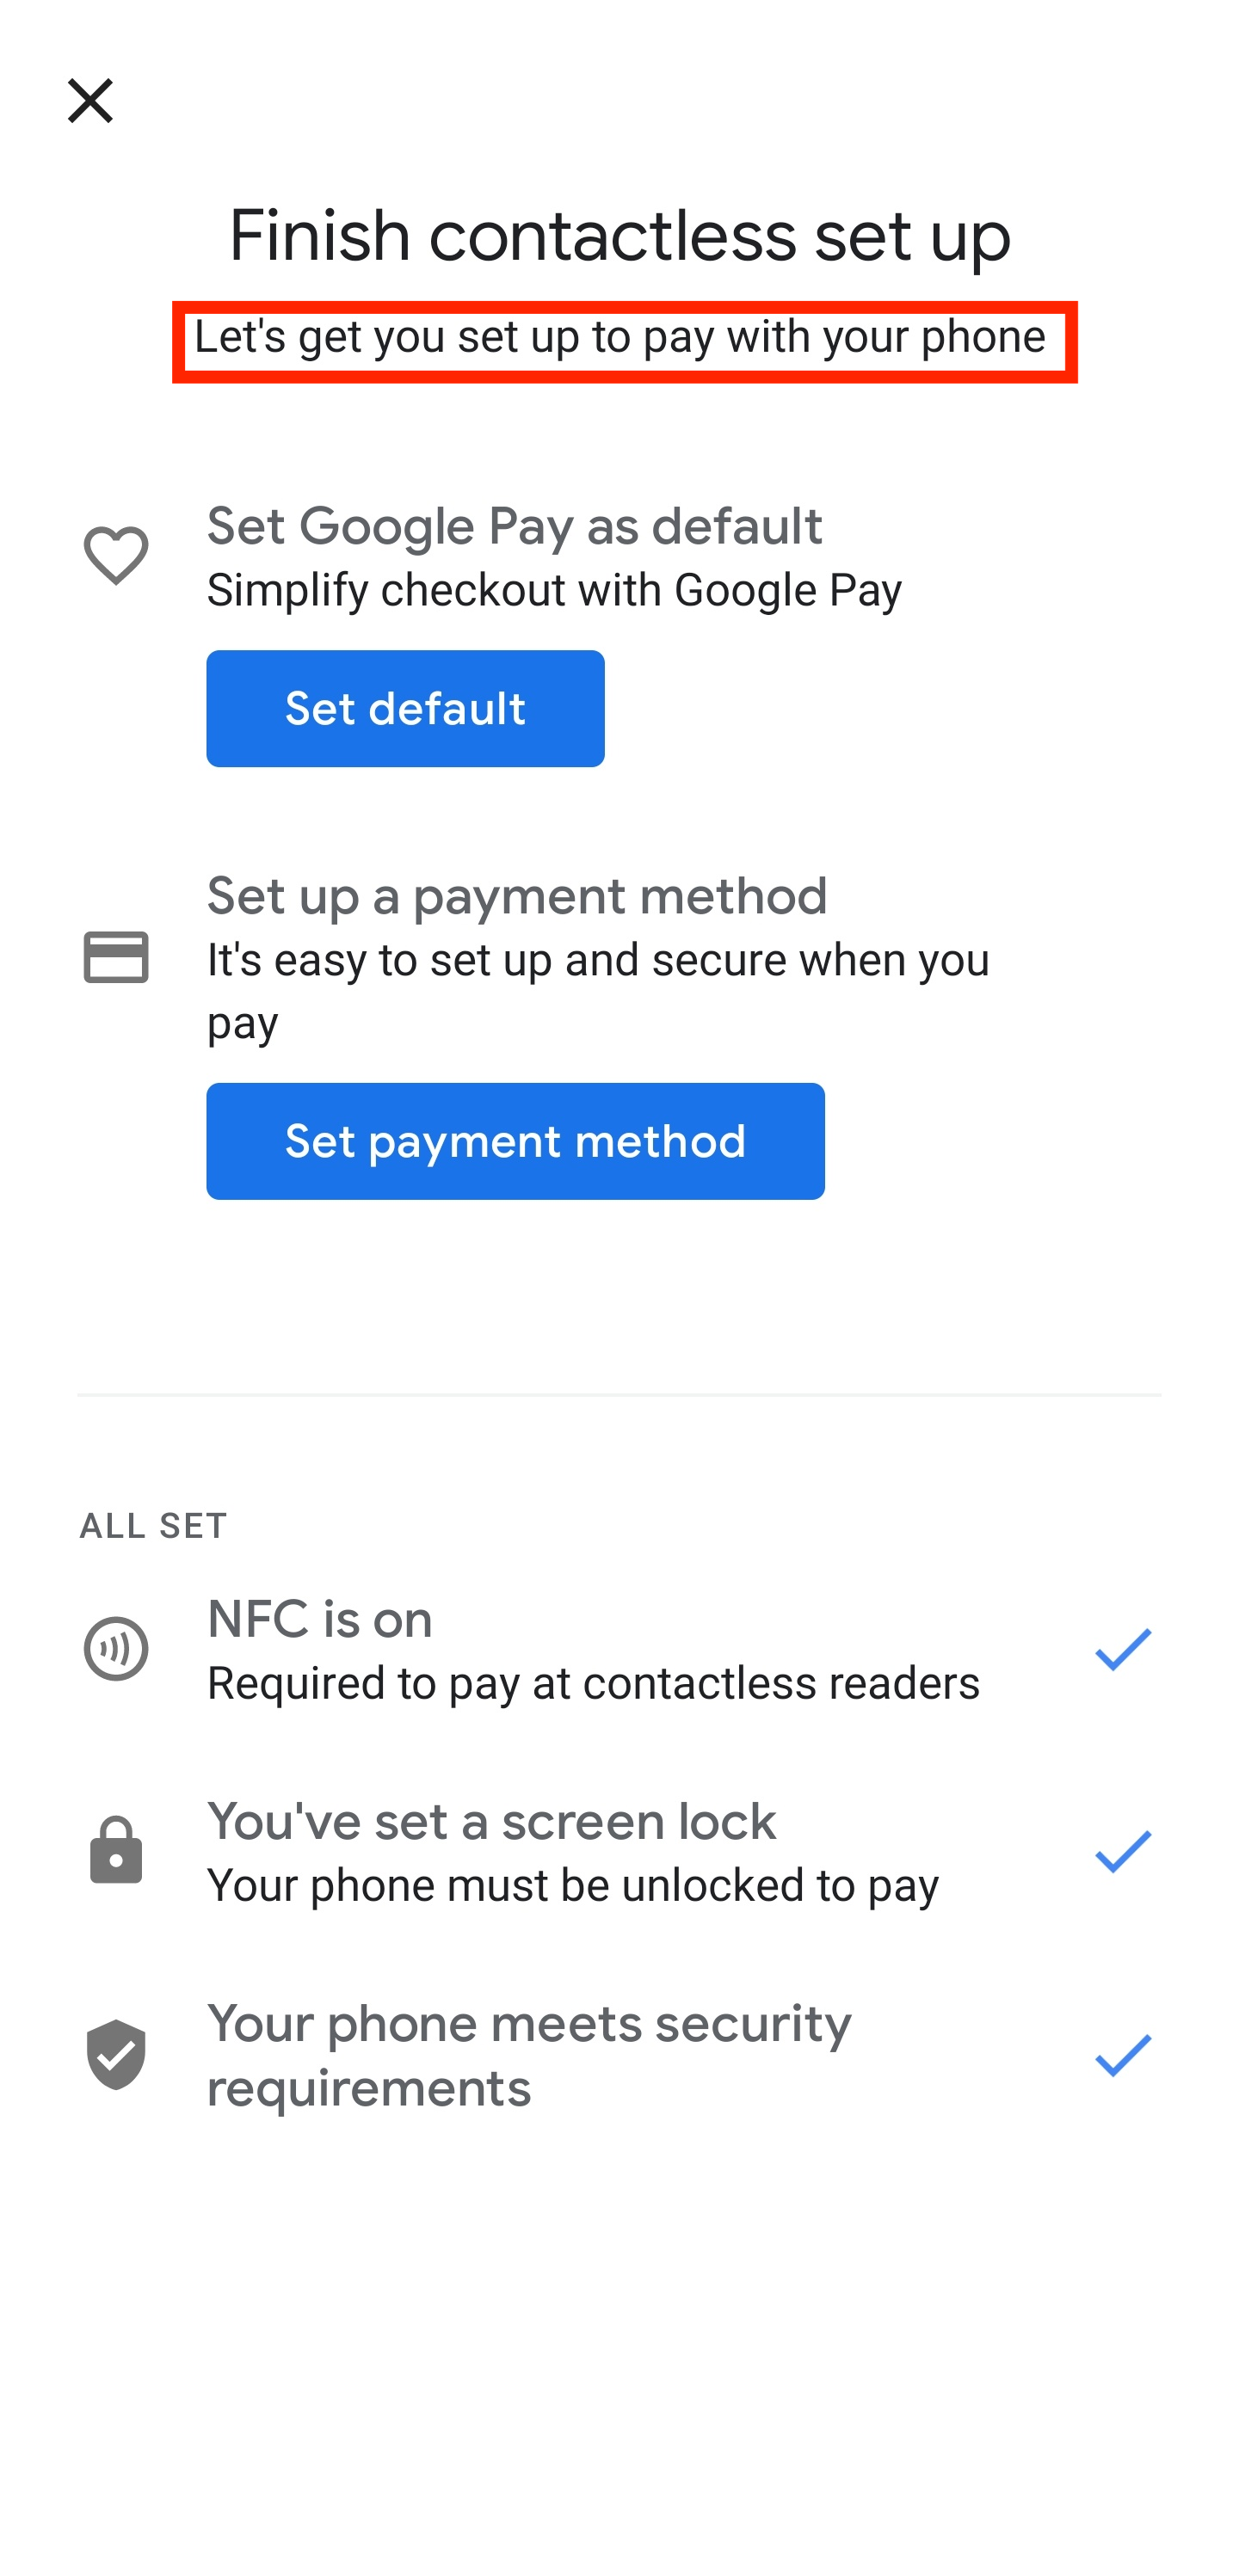 Finish contactless set up
Let's get you set up to pay with your phone
Set Google Pay as default
Simplify checkout with Google Pay
Set default
Set up a payment method
It's easy to set up and secure when you
pay
Set payment method
ALL SET
NFC is on
Required to pay at contactless readers
You've set a screen lock
Your phone must be unlocked to pay
Your phone meets security
requirements